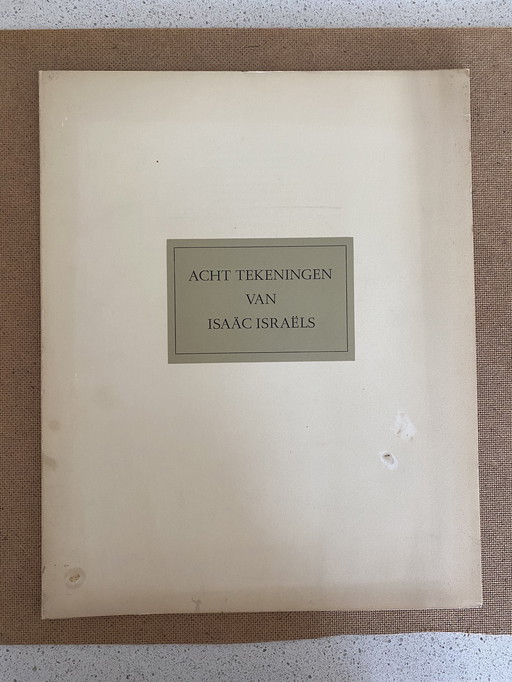 ACHT TEKENINGEN
VAN
ISAÄC ISRAËLS